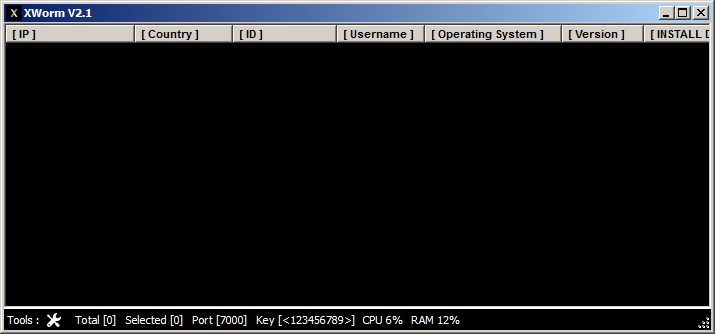 X XWorm V2.1
[ IP ] [ Country ] [ ID ] [ Username ] [ Operating System ] [ Version ] [ INSTALL D
Tools : Total [0] Selected [0] Port [7000] Key [<123456789>] CPU 6% RAM 12%